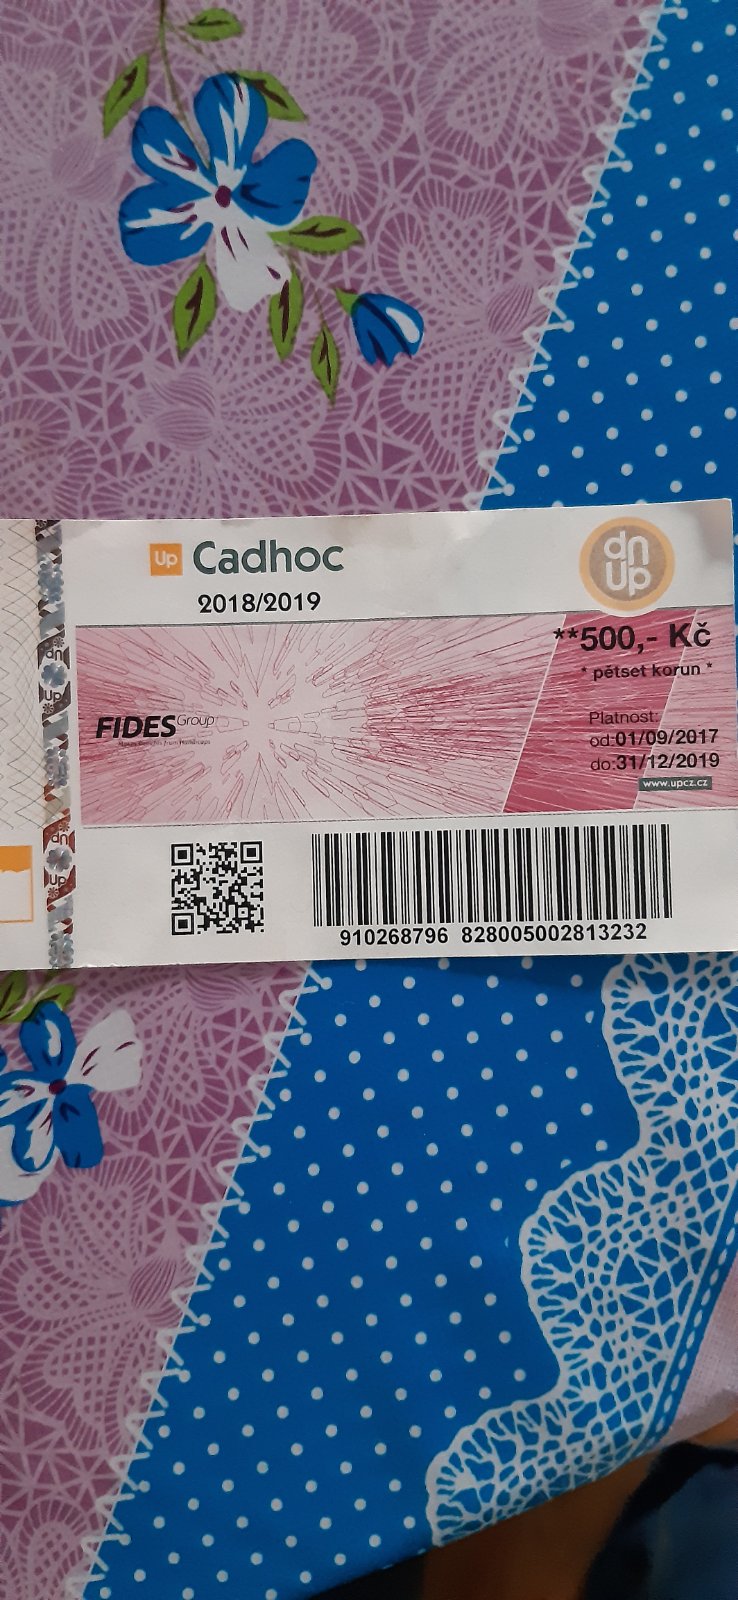 Up Cadhoc
2018/2019
dn
up
**500,- Kč
* pětset korun *
FIDES Group
Platnost:
od:01/09/2017
do:31/12/2019
www.upcz.cz
910268796 828005002813232